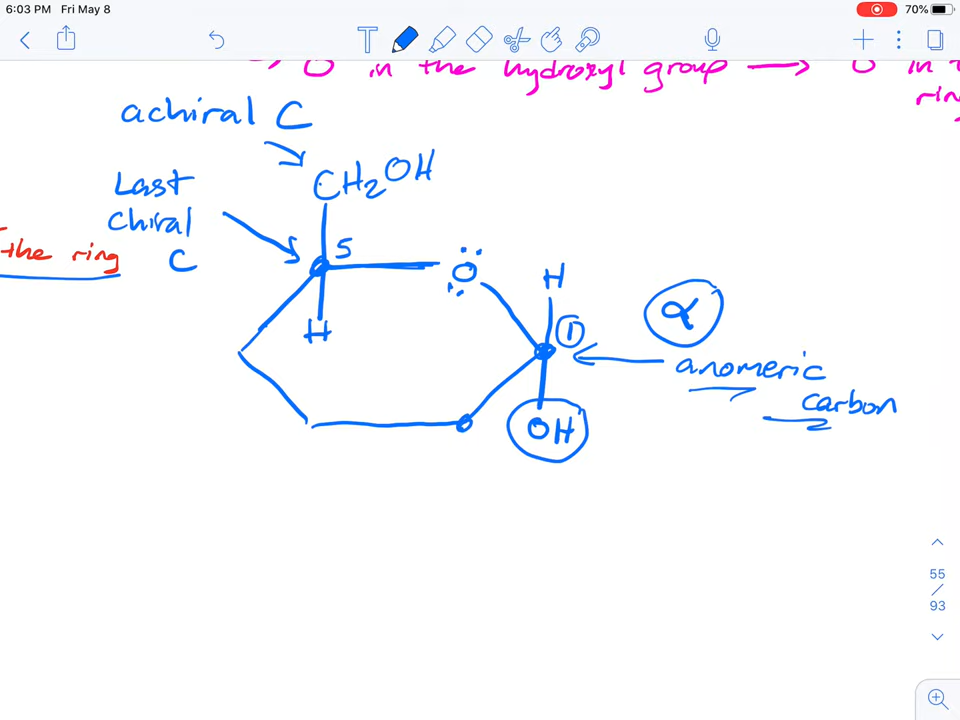 6:03 PM Fri May 8
70%
T
O in the hydroxyl group → O in t
ring
achiral C
CH2OH
Last
chiral
C
the ring
5
O
H
H
1
α
anomeric
carbon
OH
55
/
93